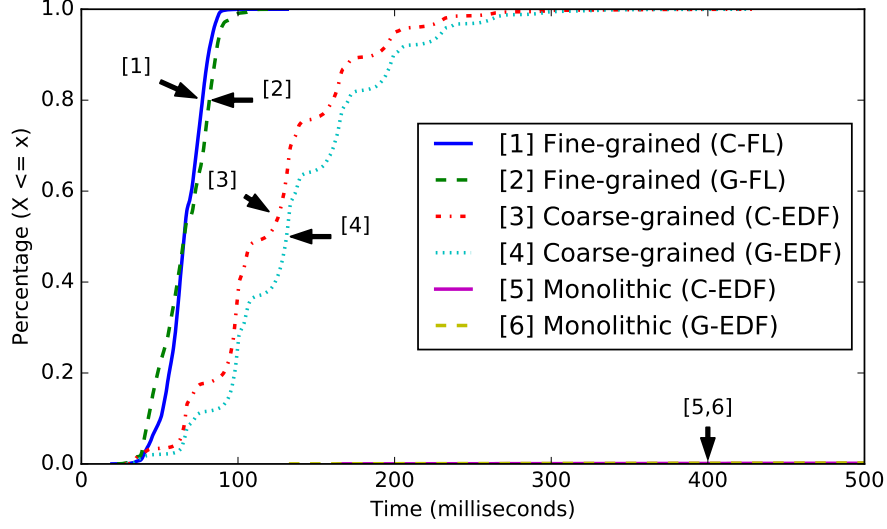 1.0
[1]
[2]
0.8
[1] Fine-grained (C-FL)
[2] Fine-grained (G-FL)
0.6
[3]
[3] Coarse-grained (C-EDF)
[4]
[4] Coarse-grained (G-EDF)
0.4
[5] Monolithic (C-EDF)
[6] Monolithic (G-EDF)
0.2
[5,6]
0.0
Percentage (X <= x)
0 100 200 300 400 500
Time (milliseconds)